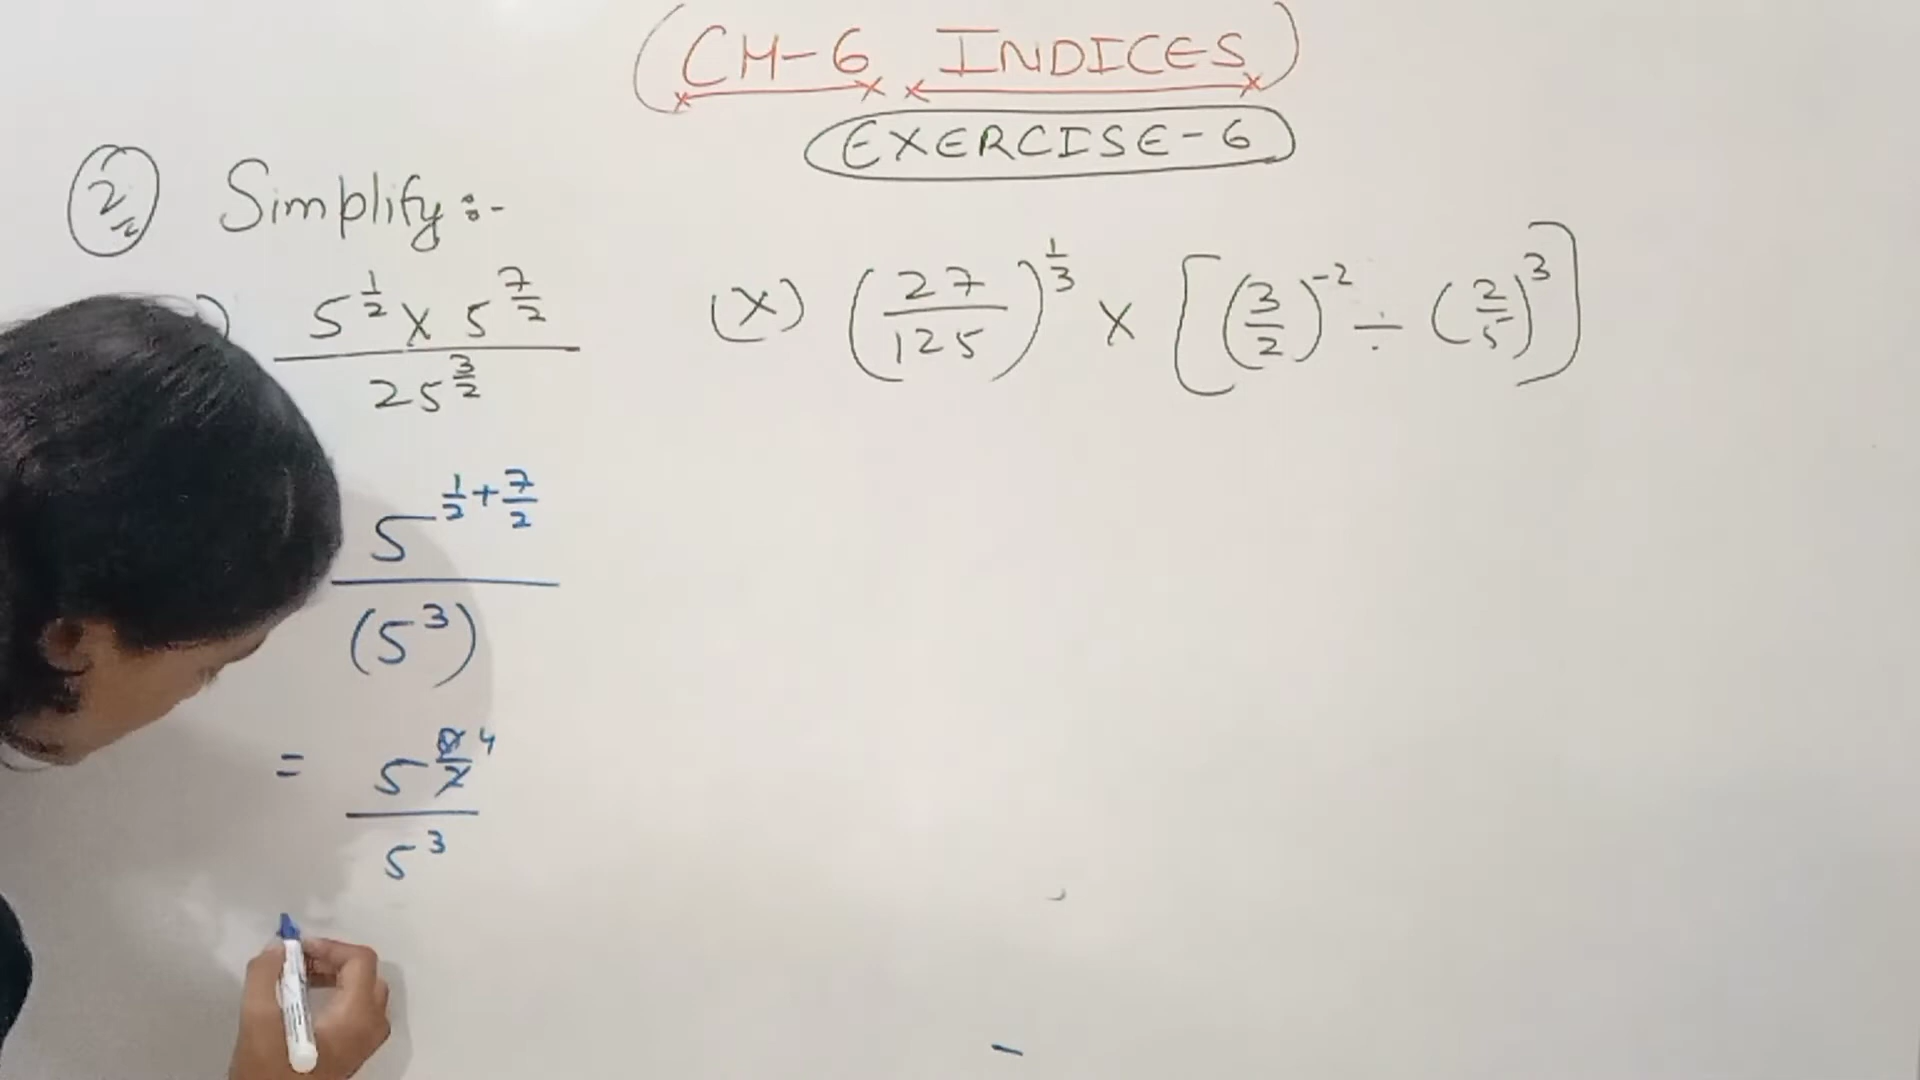 (CH-6 INDICES)
EXERCISE-6
2 Simplify:-
) 5^{1/2} x 5^{7/2} / 25^{3/2}
(x) (27/125)^{1/3} x [(3/2)^{-2} ÷ (2/5)^{3}]
5^{1/2+7/2} / (5^{3})
= 5^{8/2 4} / 5^{3}